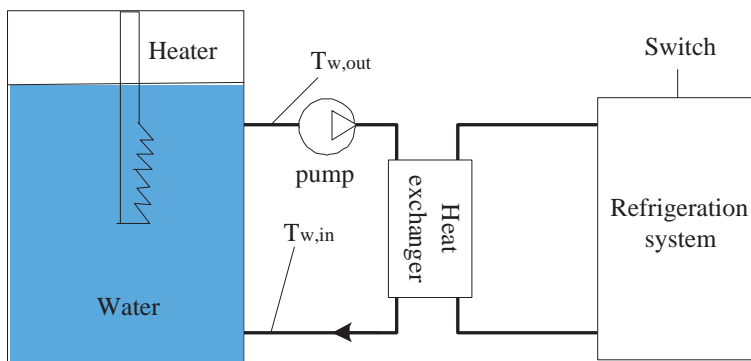 Heater
Tw,out
Switch
pump
Heat
exchanger
Refrigeration
system
Tw,in
Water